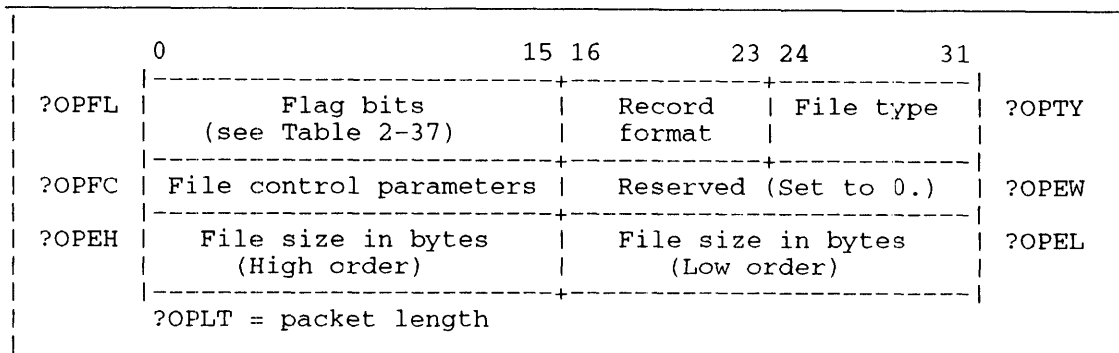 0 15 16 23 24 31
?OPFL Flag bits Record File type ?OPTY
(see Table 2-37) format
?OPFC File control parameters Reserved (Set to 0.) ?OPEW
?OPEH File size in bytes File size in bytes ?OPEL
(High order) (Low order)
?OPLT = packet length